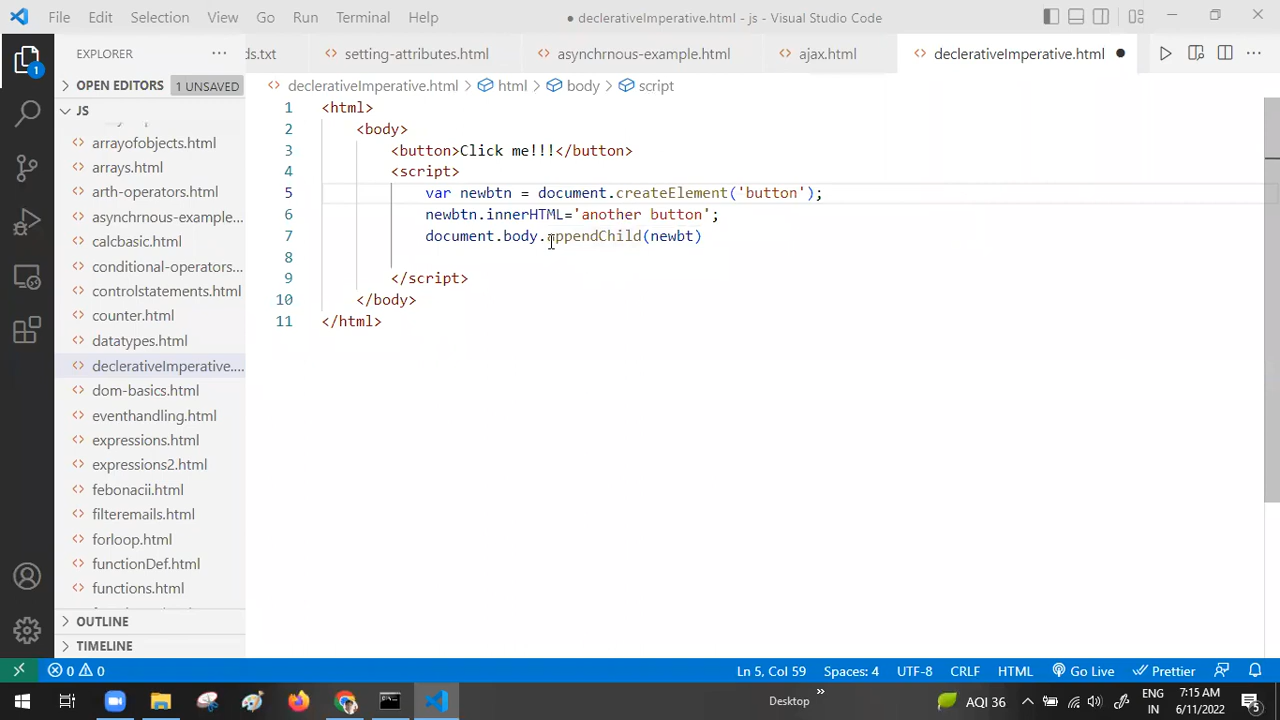 File Edit Selection View Go Run Terminal Help
● declerativeImperative.html - js - Visual Studio Code
EXPLORER
ds.txt
setting-attributes.html
asynchrnous-example.html
ajax.html
declerativeImperative.html ●
1
OPEN EDITORS 1 UNSAVED
declerativeImperative.html > html > body > script
JS
arrayofobjects.html
arrays.html
arth-operators.html
asynchrnous-example...
calcbasic.html
conditional-operators...
controlstatements.html
counter.html
datatypes.html
declerativeImperative....
dom-basics.html
eventhandling.html
expressions.html
expressions2.html
febonacii.html
filteremails.html
forloop.html
functionDef.html
functions.html
OUTLINE
TIMELINE
1 <html>
2 <body>
3 <button>Click me!!!</button>
4 <script>
5 var newbtn = document.createElement('button');
6 newbtn.innerHTML='another button';
7 document.body.appendChild(newbt)
8
9 </script>
10 </body>
11 </html>
0 0
Ln 5, Col 59 Spaces: 4 UTF-8 CRLF HTML Go Live Prettier
Desktop » AQI 36
ENG
IN
7:15 AM
6/11/2022
5